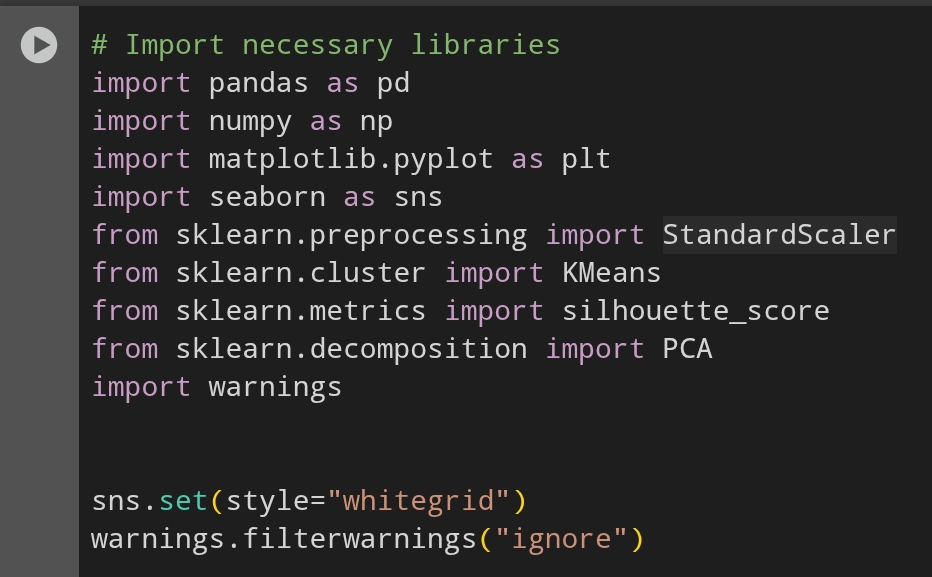 # Import necessary libraries
import pandas as pd
import numpy as np
import matplotlib.pyplot as plt
import seaborn as sns
from sklearn.preprocessing import StandardScaler
from sklearn.cluster import KMeans
from sklearn.metrics import silhouette_score
from sklearn.decomposition import PCA
import warnings
sns.set(style="whitegrid")
warnings.filterwarnings("ignore")